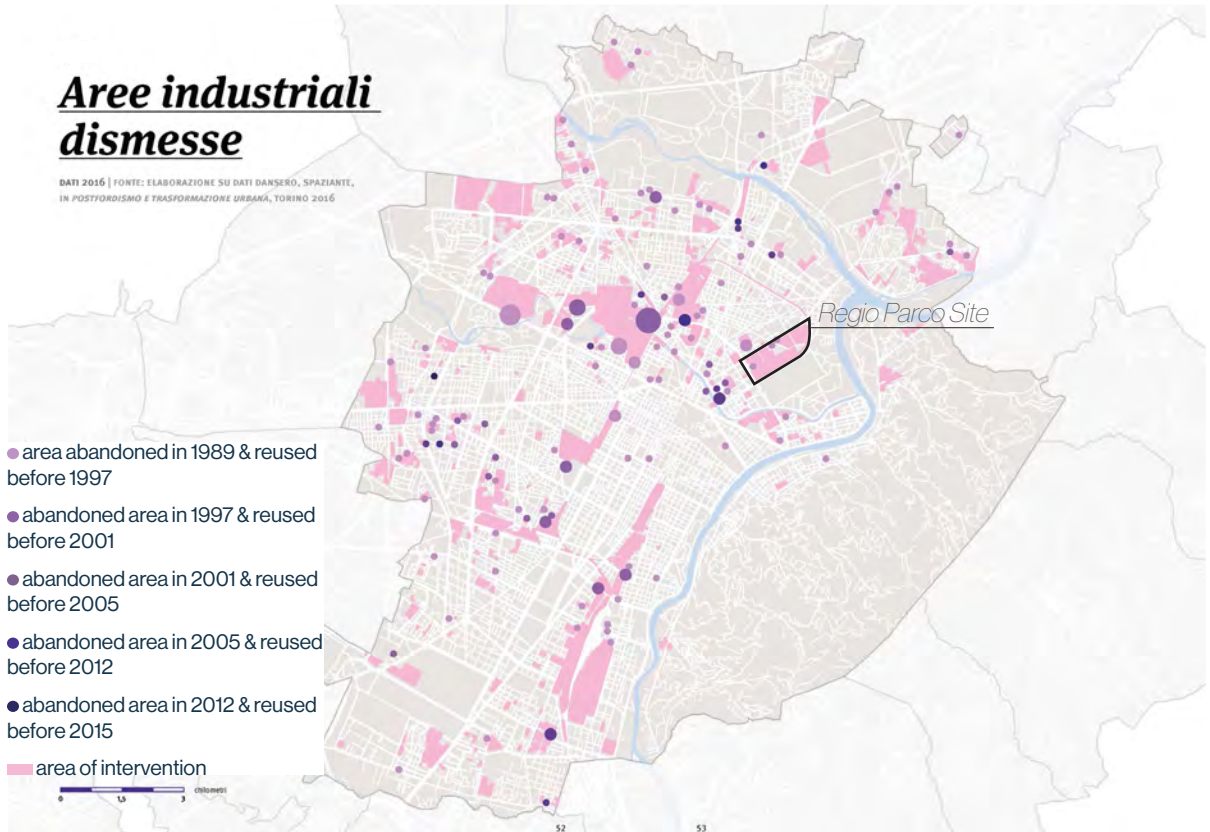 Aree industriali
dismesse
DATI 2016 | FONTE: ELABORAZIONE SU DATI DANSERO, SPAZIANTE,
IN POSTFORDISMO E TRASFORMAZIONE URBANA, TORINO 2016
Regio Parco Site
area abandoned in 1989 & reused
before 1997
abandoned area in 1997 & reused
before 2001
abandoned area in 2001 & reused
before 2005
abandoned area in 2005 & reused
before 2012
abandoned area in 2012 & reused
before 2015
area of intervention
chilometri
0 1,5 3
52 53